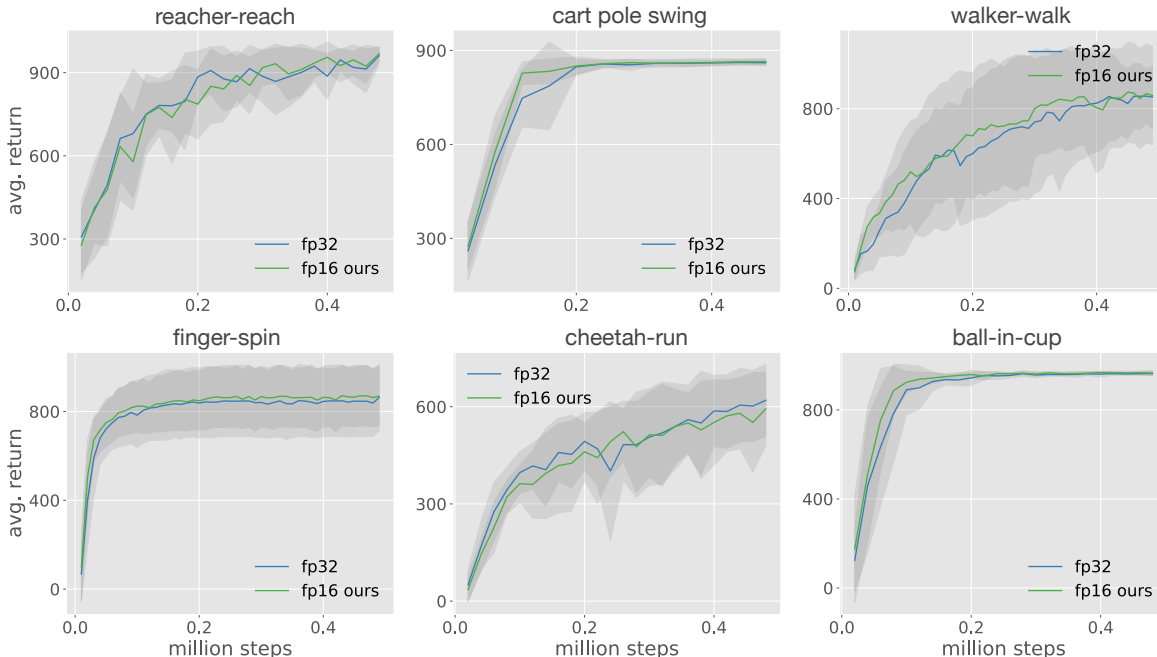 reacher-reach
avg. return
900
600
300
0.0
0.2
0.4
fp32
fp16 ours
cart pole swing
900
600
300
0.2
0.4
fp32
fp16 ours
walker-walk
800
400
0
0.0
0.2
0.4
fp32
fp16 ours
finger-spin
avg. return
800
400
0
0.0
0.2
0.4
million steps
fp32
fp16 ours
cheetah-run
600
300
0
0.0
0.2
0.4
million steps
fp32
fp16 ours
ball-in-cup
900
400
0
0.0
0.2
0.4
million steps
fp32
fp16 ours